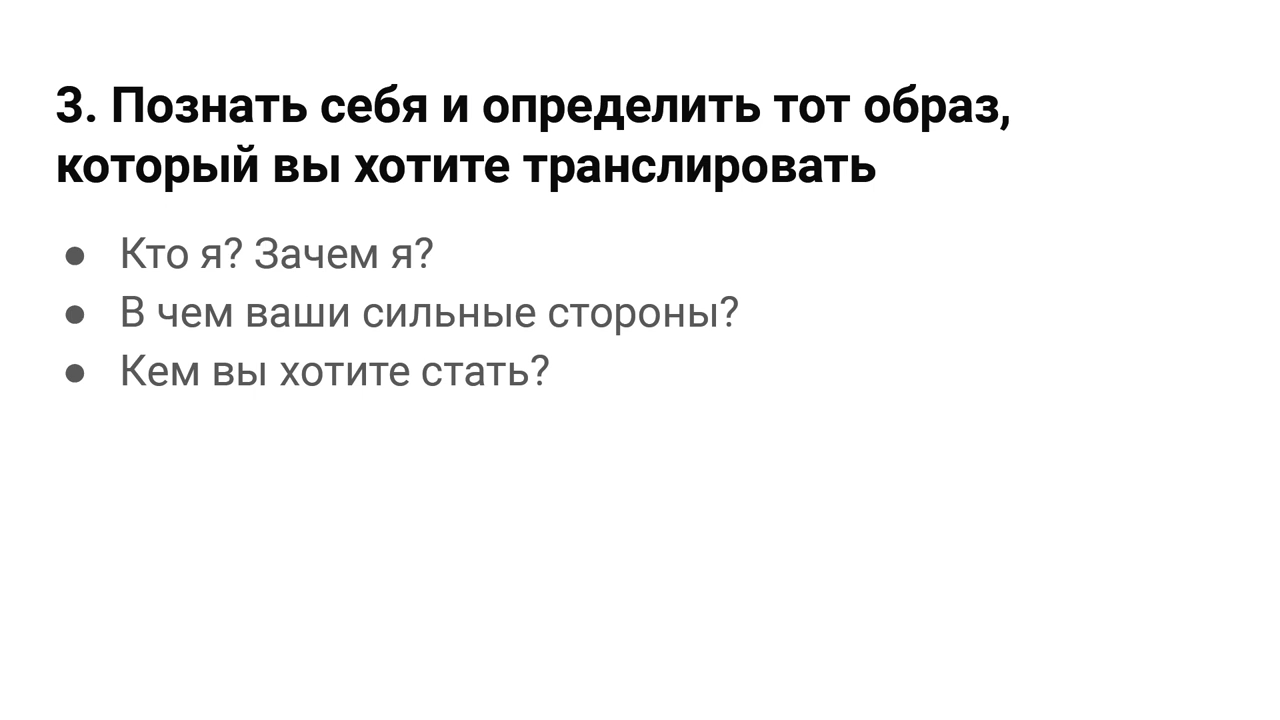 3. Познать себя и определить тот образ,
который вы хотите транслировать
● Кто я? Зачем я?
● В чем ваши сильные стороны?
● Кем вы хотите стать?